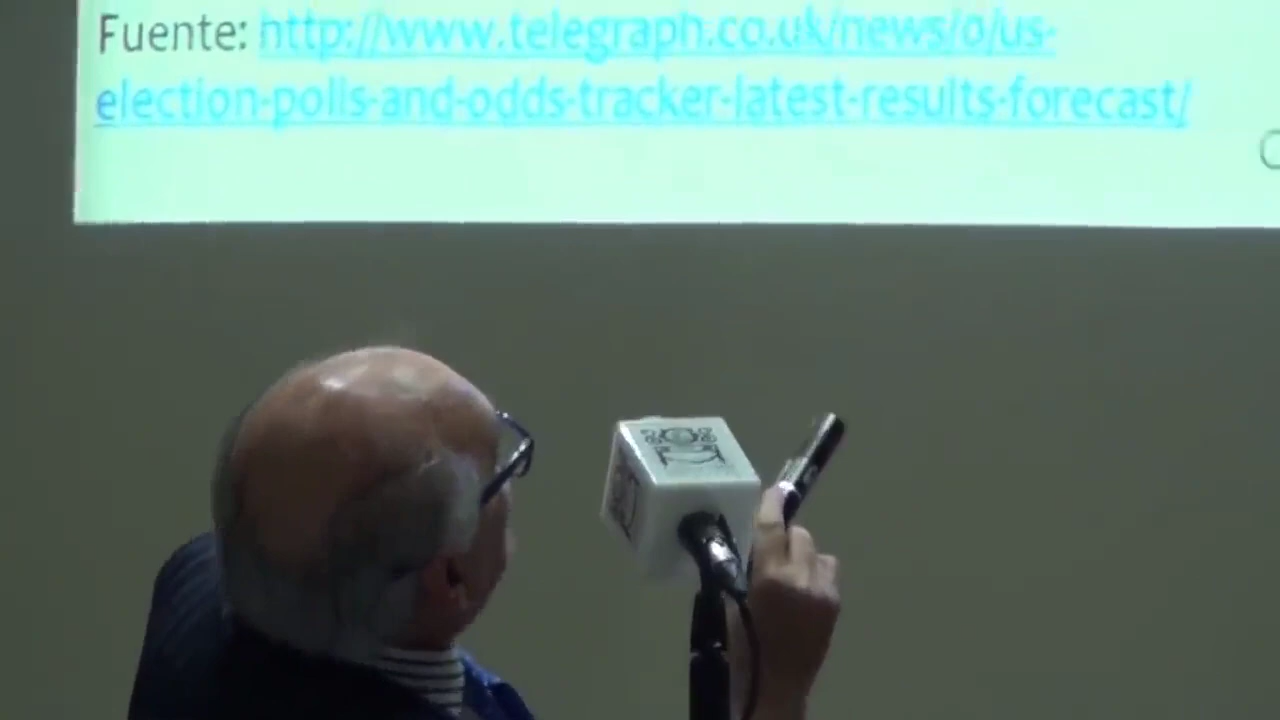 Fuente: http://www.telegraph.co.uk/news/0/us-
election-polls-and-odds-tracker-latest-results-forecast/